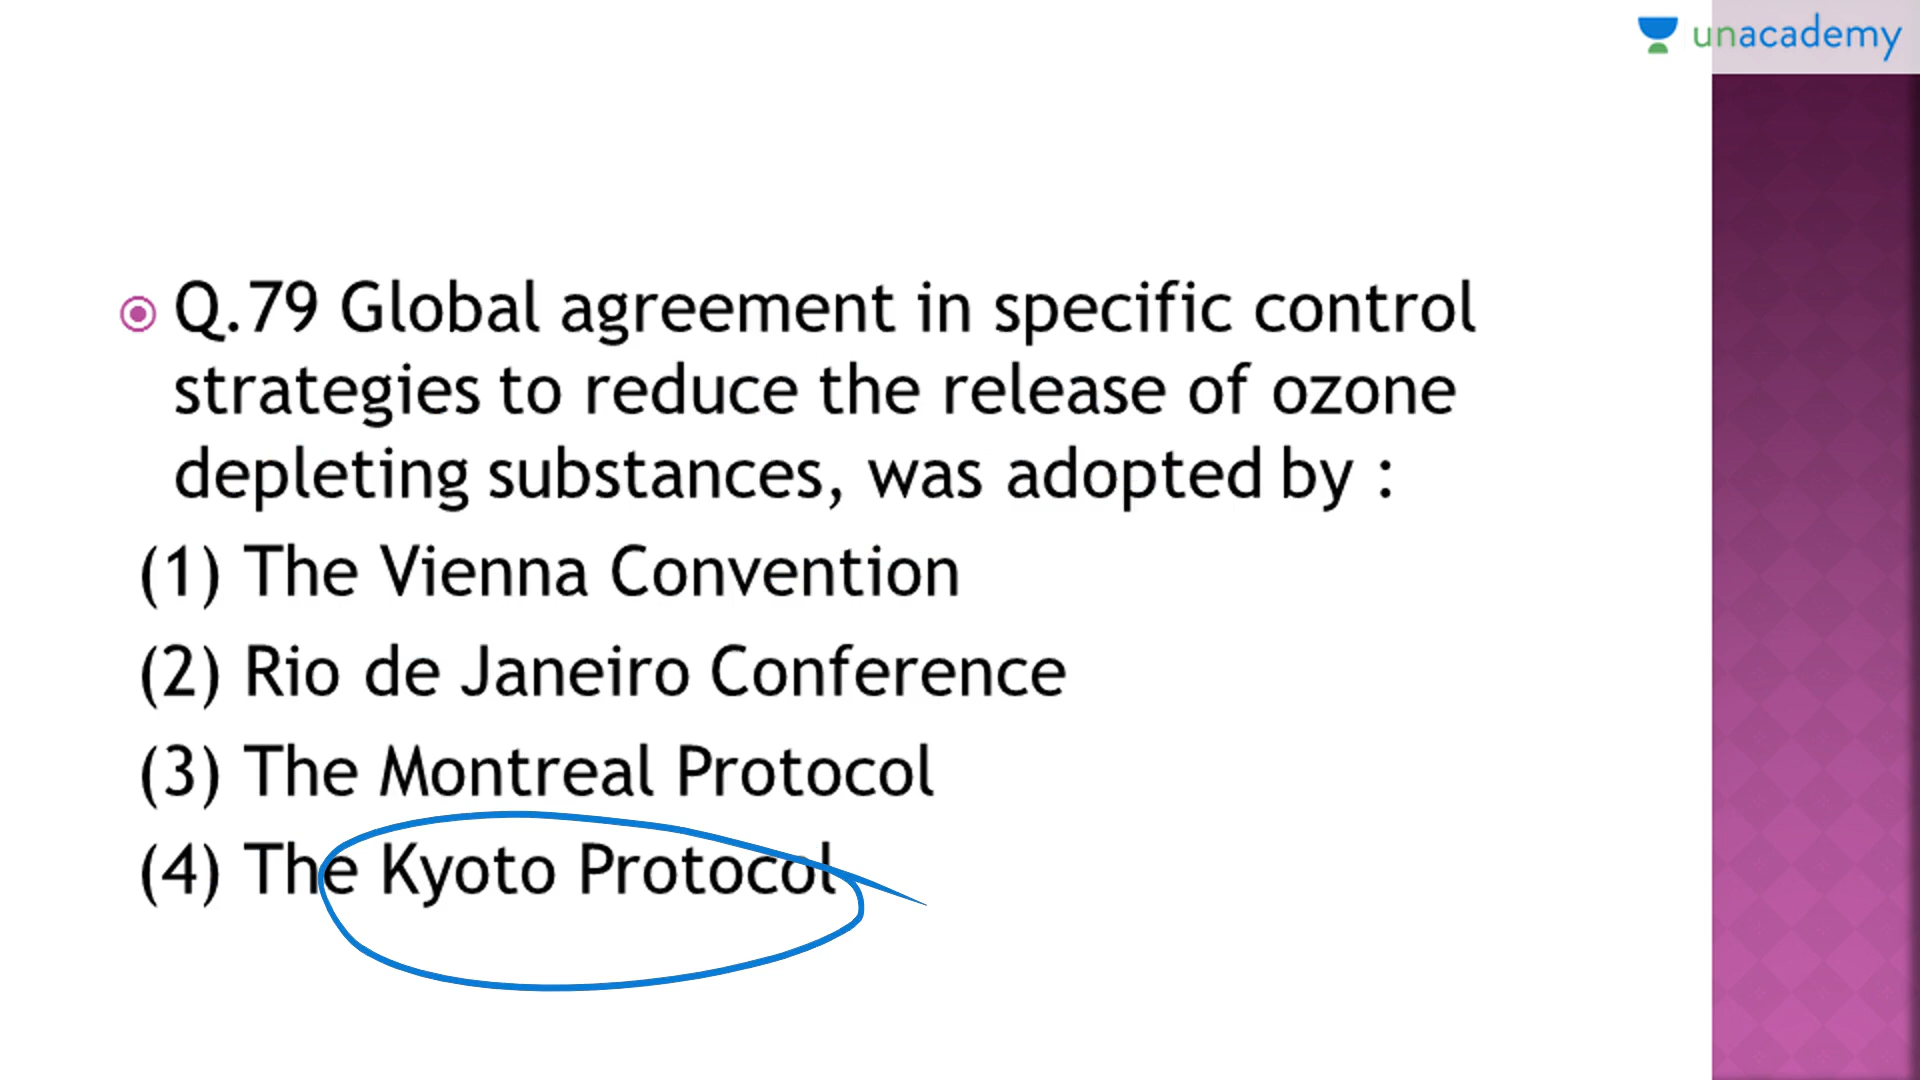 unacademy
Q.79 Global agreement in specific control
strategies to reduce the release of ozone
depleting substances, was adopted by :
(1) The Vienna Convention
(2) Rio de Janeiro Conference
(3) The Montreal Protocol
(4) The Kyoto Protocol